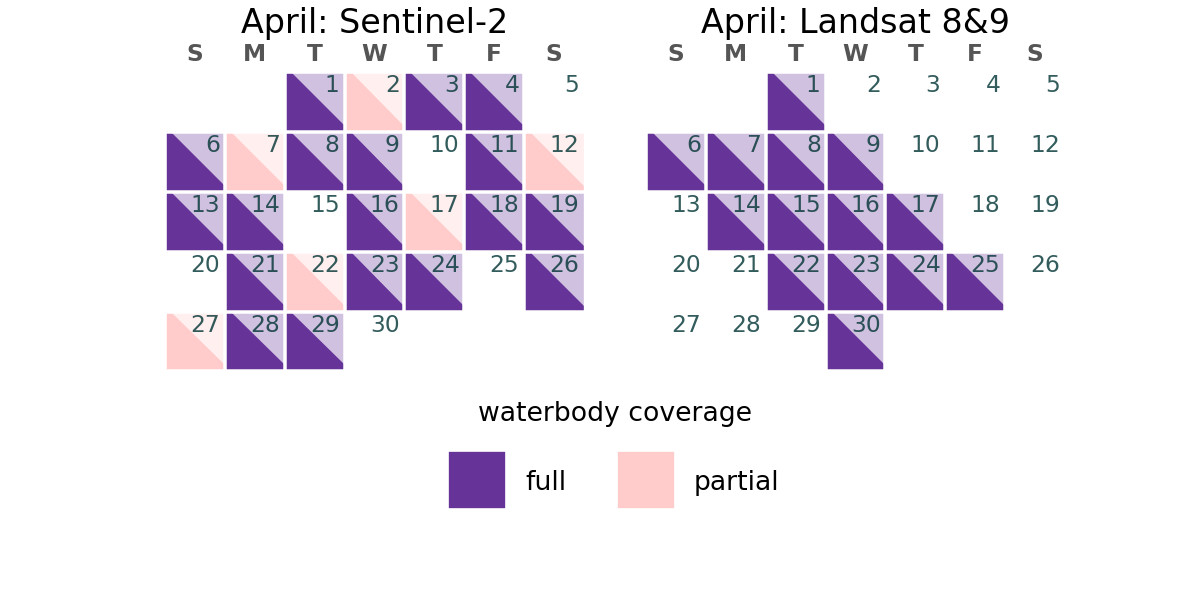 April: Sentinel-2
S M T W T F S
1 2 3 4 5
6 7 8 9 10 11 12
13 14 15 16 17 18 19
20 21 22 23 24 25 26
27 28 29 30
April: Landsat 8&9
S M T W T F S
1 2 3 4 5
6 7 8 9 10 11 12
13 14 15 16 17 18 19
20 21 22 23 24 25 26
27 28 29 30
waterbody coverage
full
partial